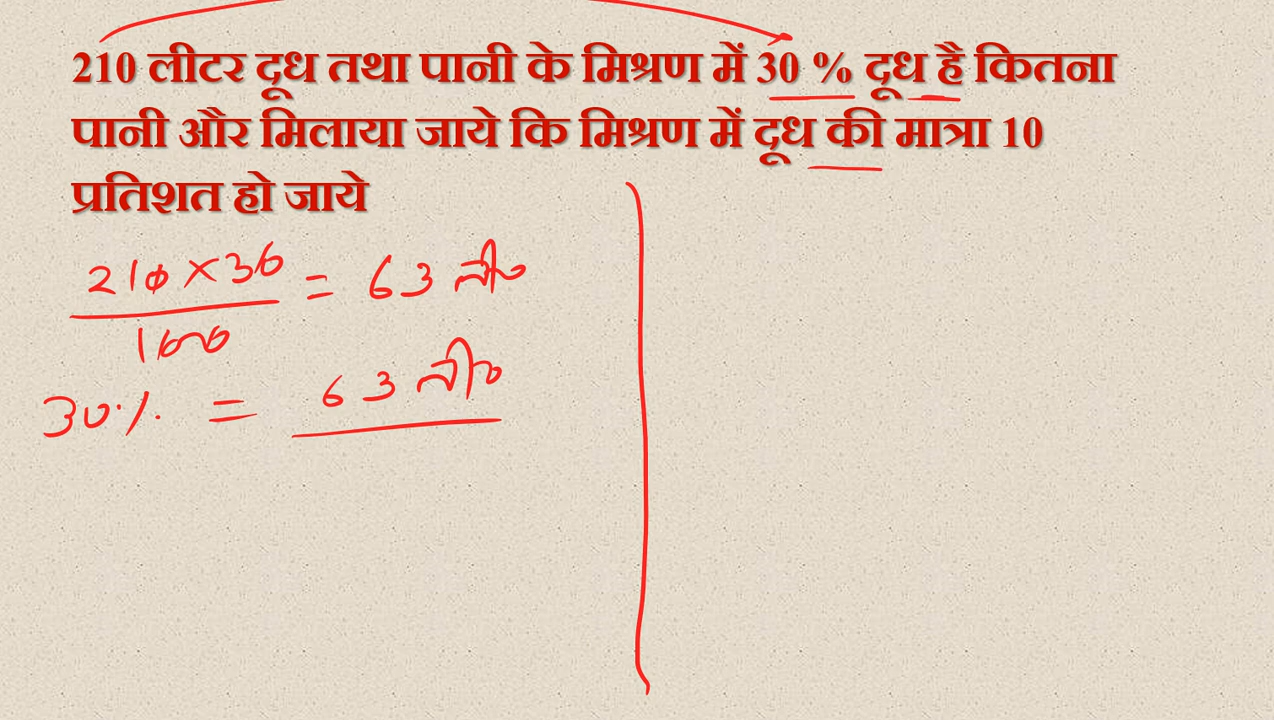 210 लीटर दूध तथा पानी के मिश्रण में 30 % दूध है कितना
पानी और मिलाया जाये कि मिश्रण में दूध की मात्रा 10
प्रतिशत हो जाये
210 × 30 = 63 ली०
100
30% = 63 ली०